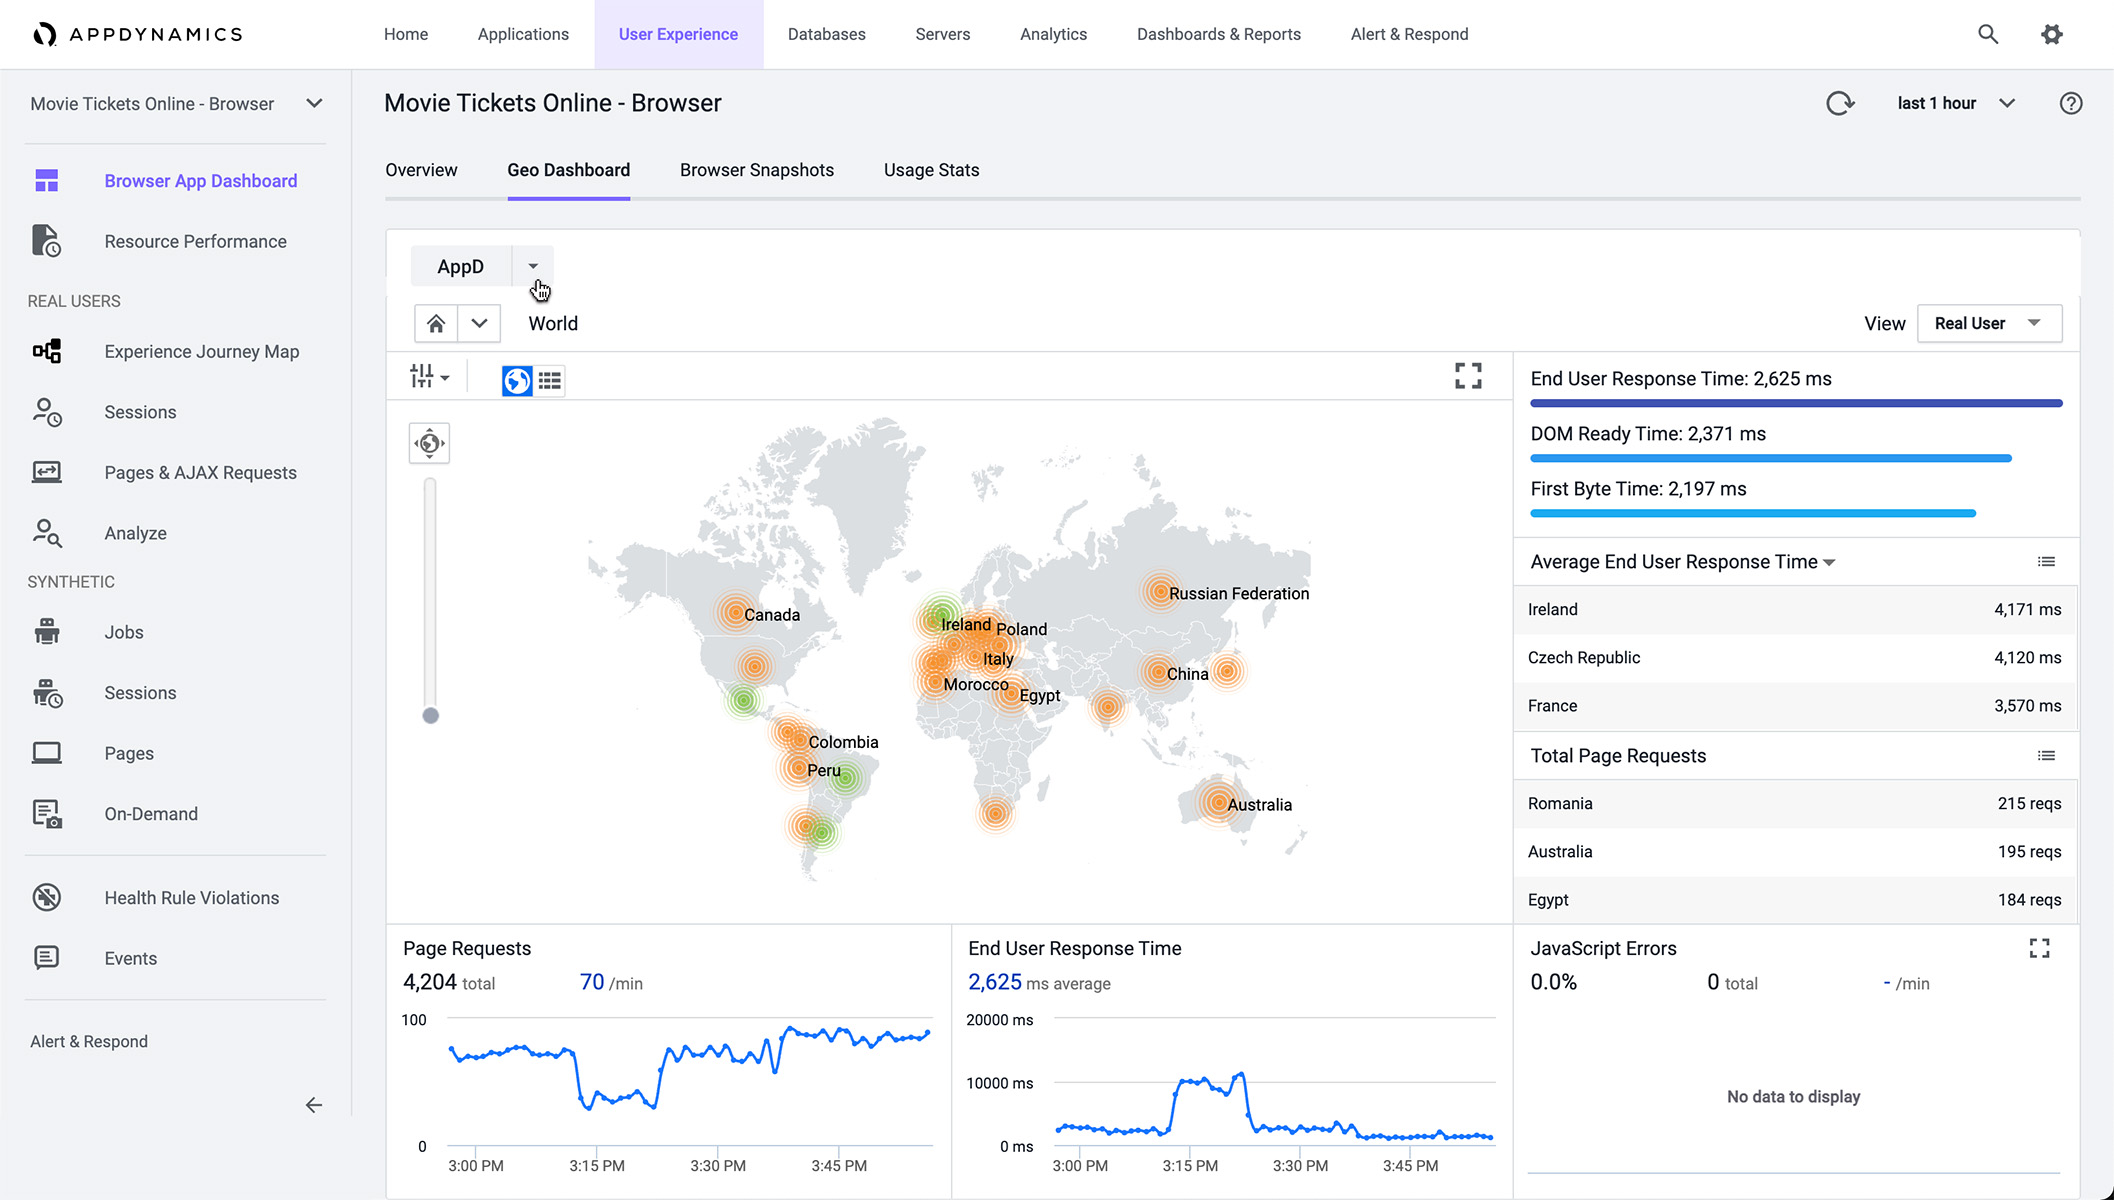 APPDYNAMICS
Home
Applications
User Experience
Databases
Servers
Analytics
Dashboards & Reports
Alert & Respond
Movie Tickets Online - Browser
Browser App Dashboard
Resource Performance
REAL USERS
Experience Journey Map
Sessions
Pages & AJAX Requests
Analyze
SYNTHETIC
Jobs
Sessions
Pages
On-Demand
Health Rule Violations
Events
Alert & Respond
Movie Tickets Online - Browser
last 1 hour
Overview
Geo Dashboard
Browser Snapshots
Usage Stats
AppD
World
View
Real User
Canada
Ireland
Poland
Italy
Morocco
Egypt
Russian Federation
China
Colombia
Peru
Australia
End User Response Time: 2,625 ms
DOM Ready Time: 2,371 ms
First Byte Time: 2,197 ms
Average End User Response Time
Ireland 4,171 ms
Czech Republic 4,120 ms
France 3,570 ms
Total Page Requests
Romania 215 reqs
Australia 195 reqs
Egypt 184 reqs
Page Requests
4,204 total 70 /min
100
0
3:00 PM 3:15 PM 3:30 PM 3:45 PM
End User Response Time
2,625 ms average
20000 ms
10000 ms
0 ms
3:00 PM 3:15 PM 3:30 PM 3:45 PM
JavaScript Errors
0.0% 0 total - /min
No data to display